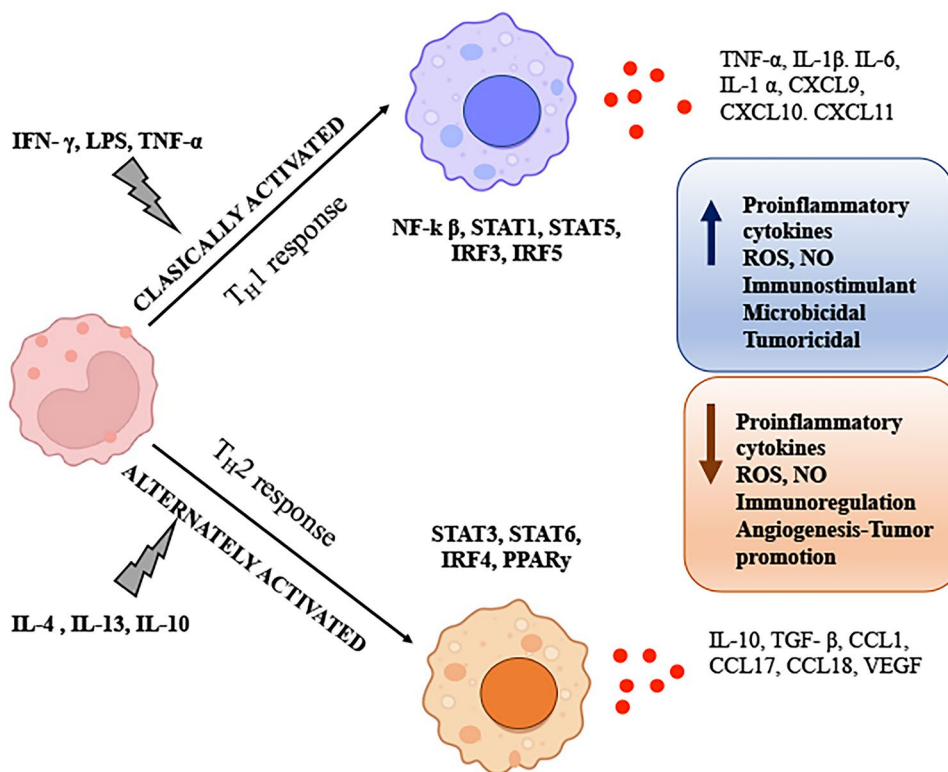 TNF-α, IL-1β. IL-6,
IL-1 α, CXCL9,
CXCL10. CXCL11
IFN- γ, LPS, TNF-α
CLASICALLY ACTIVATED
TH1 response
NF-k β, STAT1, STAT5,
IRF3, IRF5
Proinflammatory
cytokines
ROS, NO
Immunostimulant
Microbicidal
Tumoricidal
Proinflammatory
cytokines
ROS, NO
Immunoregulation
Angiogenesis-Tumor
promotion
TH2 response
ALTERNATELY ACTIVATED
IL-4 , IL-13, IL-10
STAT3, STAT6,
IRF4, PPARy
IL-10, TGF- β, CCL1,
CCL17, CCL18, VEGF